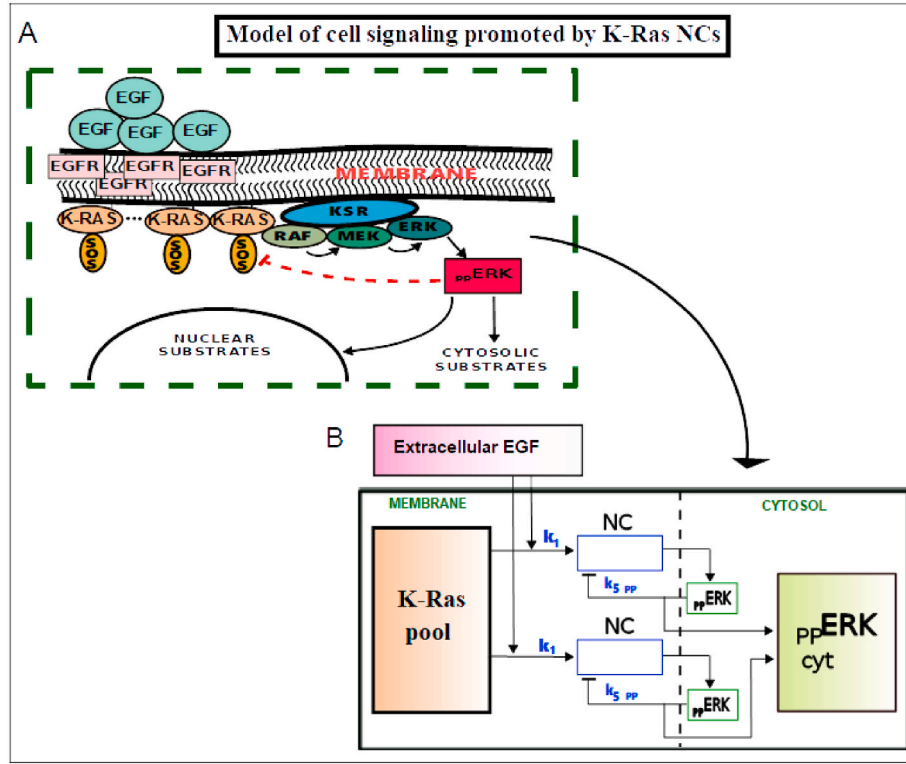 A
Model of cell signaling promoted by K-Ras NCs
EGF
EGF
EGF
EGF
EGFR
EGFR
EGFR
EGFR
MEMBRANE
K-RAS
K-RAS
K-RAS
KSR
RAF
MEK
ERK
SOS
SOS
SOS
PPERK
NUCLEAR
SUBSTRATES
CYTOSOLIC
SUBSTRATES
B
Extracellular EGF
MEMBRANE
CYTOSOL
K-Ras
pool
k1
NC
k5 PP
PPERK
k1
NC
k5 PP
PPERK
PPERK
cyt